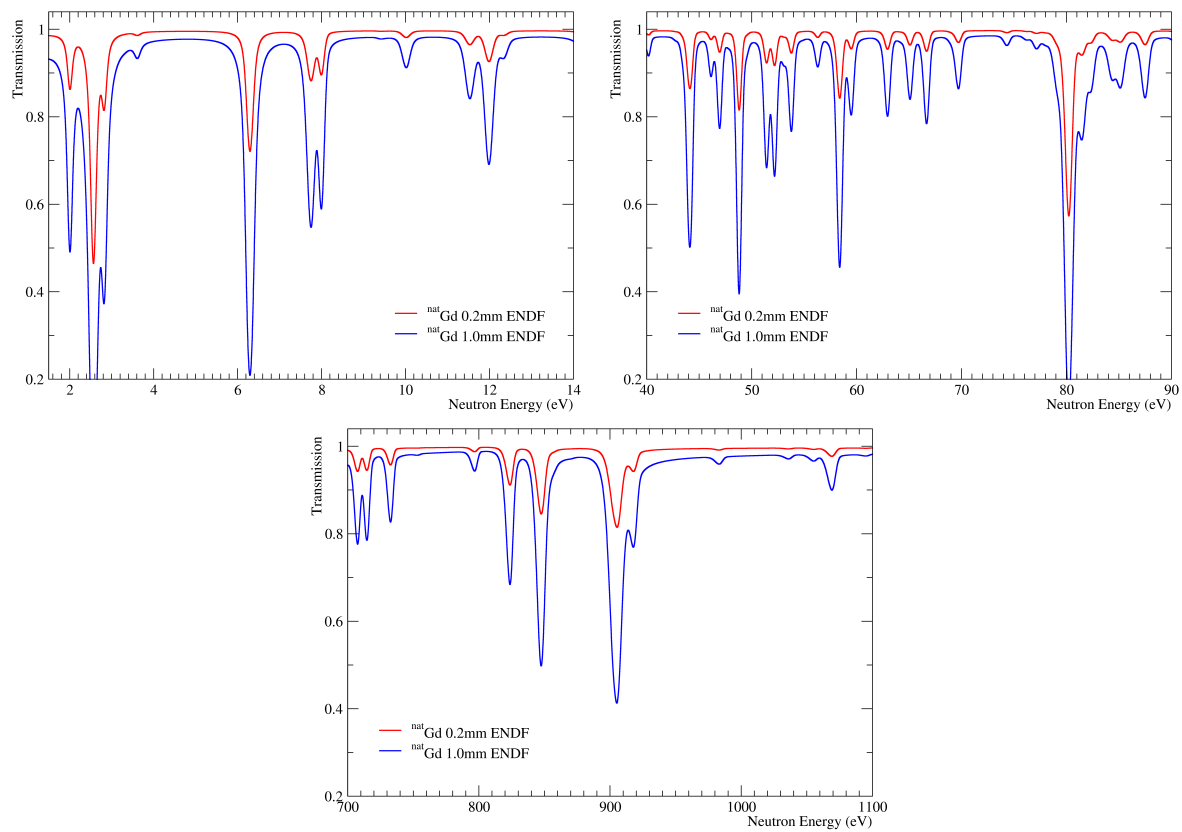 Transmission
1
0.8
0.6
0.4
0.2
2 4 6 8 10 12 14
Neutron Energy (eV)
natGd 0.2mm ENDF
natGd 1.0mm ENDF
Transmission
1
0.8
0.6
0.4
0.2
40 50 60 70 80 90
Neutron Energy (eV)
natGd 0.2mm ENDF
natGd 1.0mm ENDF
Transmission
1
0.8
0.6
0.4
0.2
700 800 900 1000 1100
Neutron Energy (eV)
natGd 0.2mm ENDF
natGd 1.0mm ENDF